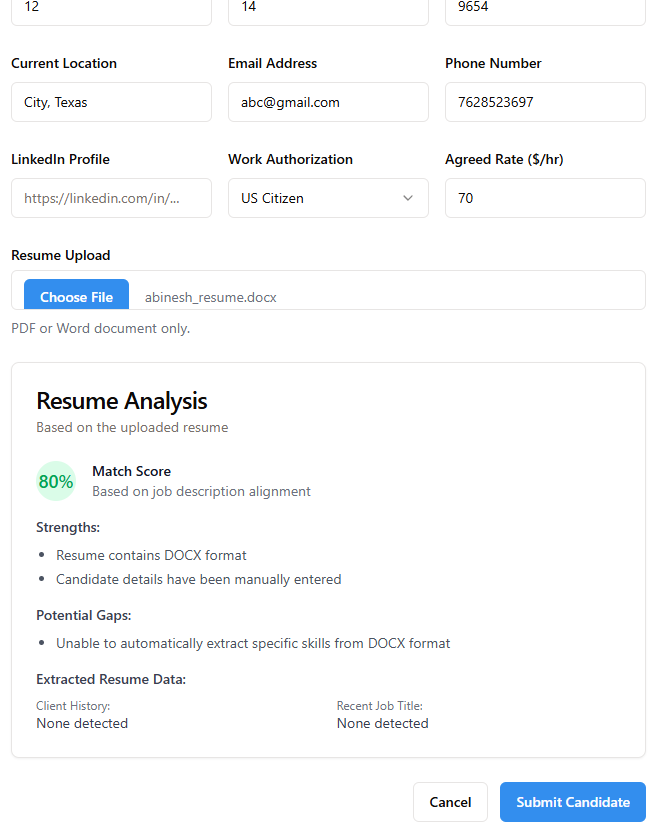 12 14 9654
Current Location Email Address Phone Number
City, Texas abc@gmail.com 7628523697
LinkedIn Profile Work Authorization Agreed Rate ($/hr)
https://linkedin.com/in/... US Citizen 70
Resume Upload
Choose File abinesh_resume.docx
PDF or Word document only.
Resume Analysis
Based on the uploaded resume
80% Match Score
Based on job description alignment
Strengths:
• Resume contains DOCX format
• Candidate details have been manually entered
Potential Gaps:
• Unable to automatically extract specific skills from DOCX format
Extracted Resume Data:
Client History: Recent Job Title:
None detected None detected
Cancel Submit Candidate